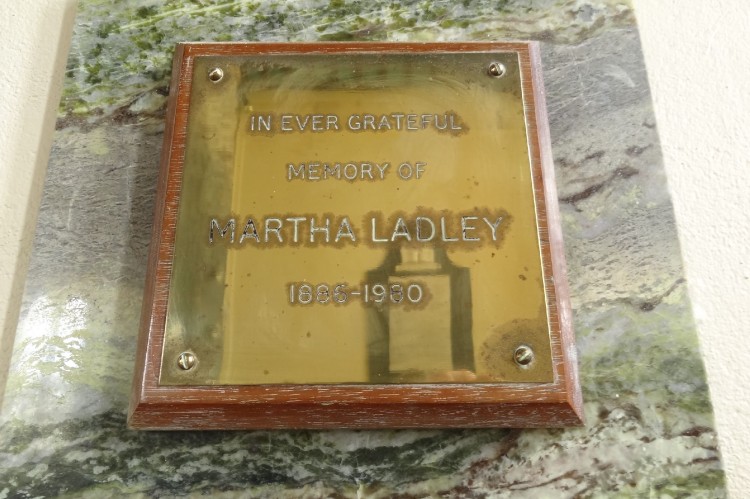 IN EVER GRATEFUL
MEMORY OF
MARTHA LADLEY
1886-1980